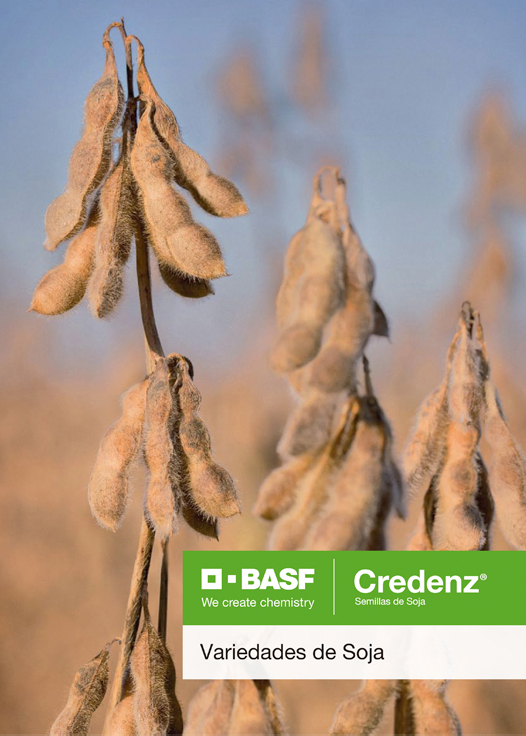 BASF
We create chemistry
Credenz®
Semillas de Soja
Variedades de Soja